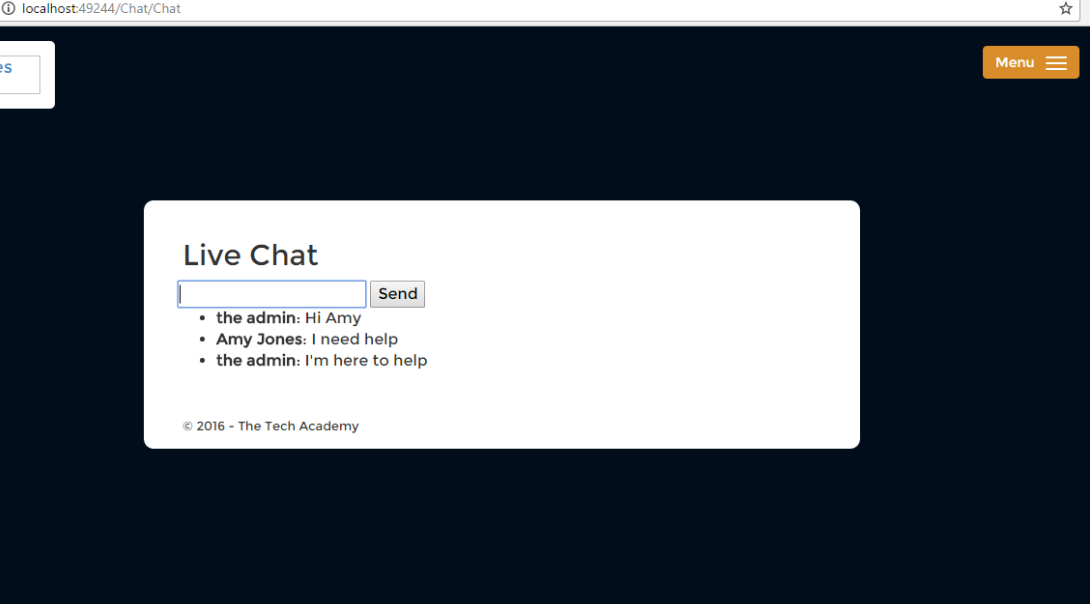 localhost:49244/Chat/Chat
es
Menu
Live Chat
Send
the admin: Hi Amy
Amy Jones: I need help
the admin: I'm here to help
© 2016 - The Tech Academy